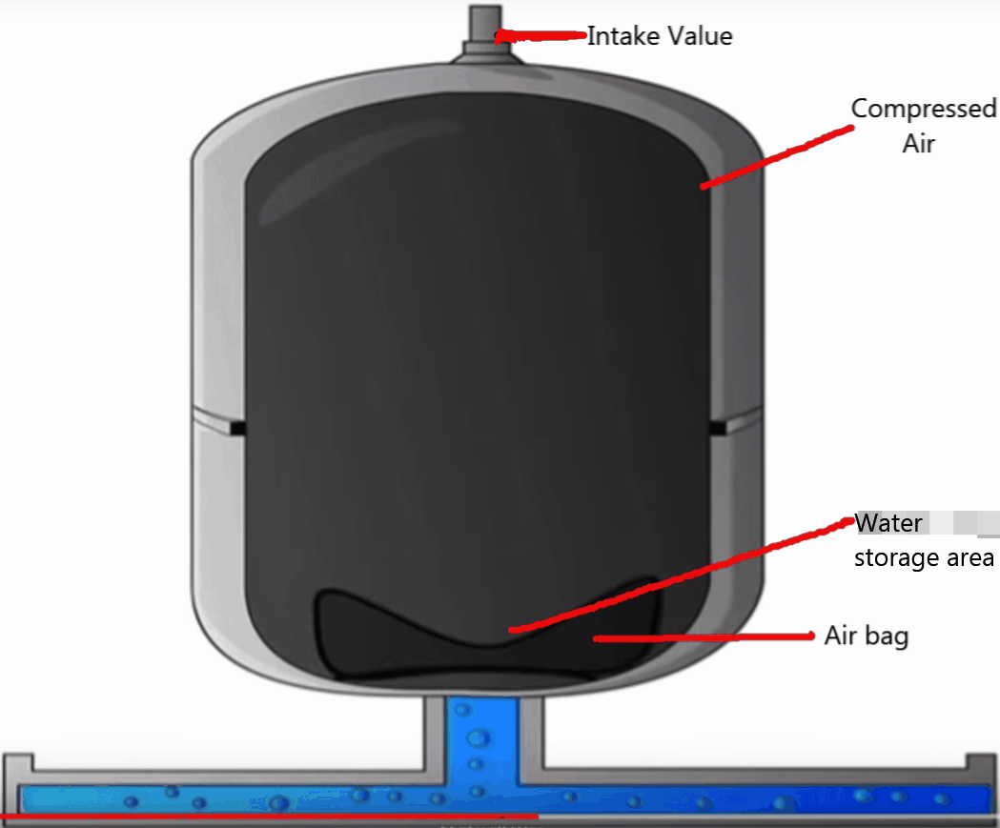 Intake Value
Compressed
Air
Water
storage area
Air bag